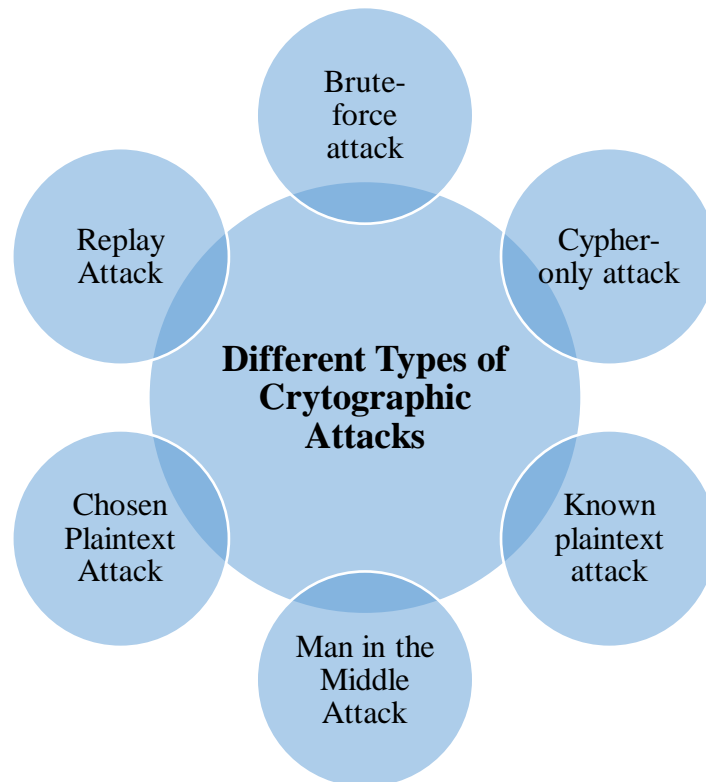 Brute-
force
attack
Replay
Attack
Cypher-
only attack
Different Types of
Crytographic
Attacks
Chosen
Plaintext
Attack
Known
plaintext
attack
Man in the
Middle
Attack